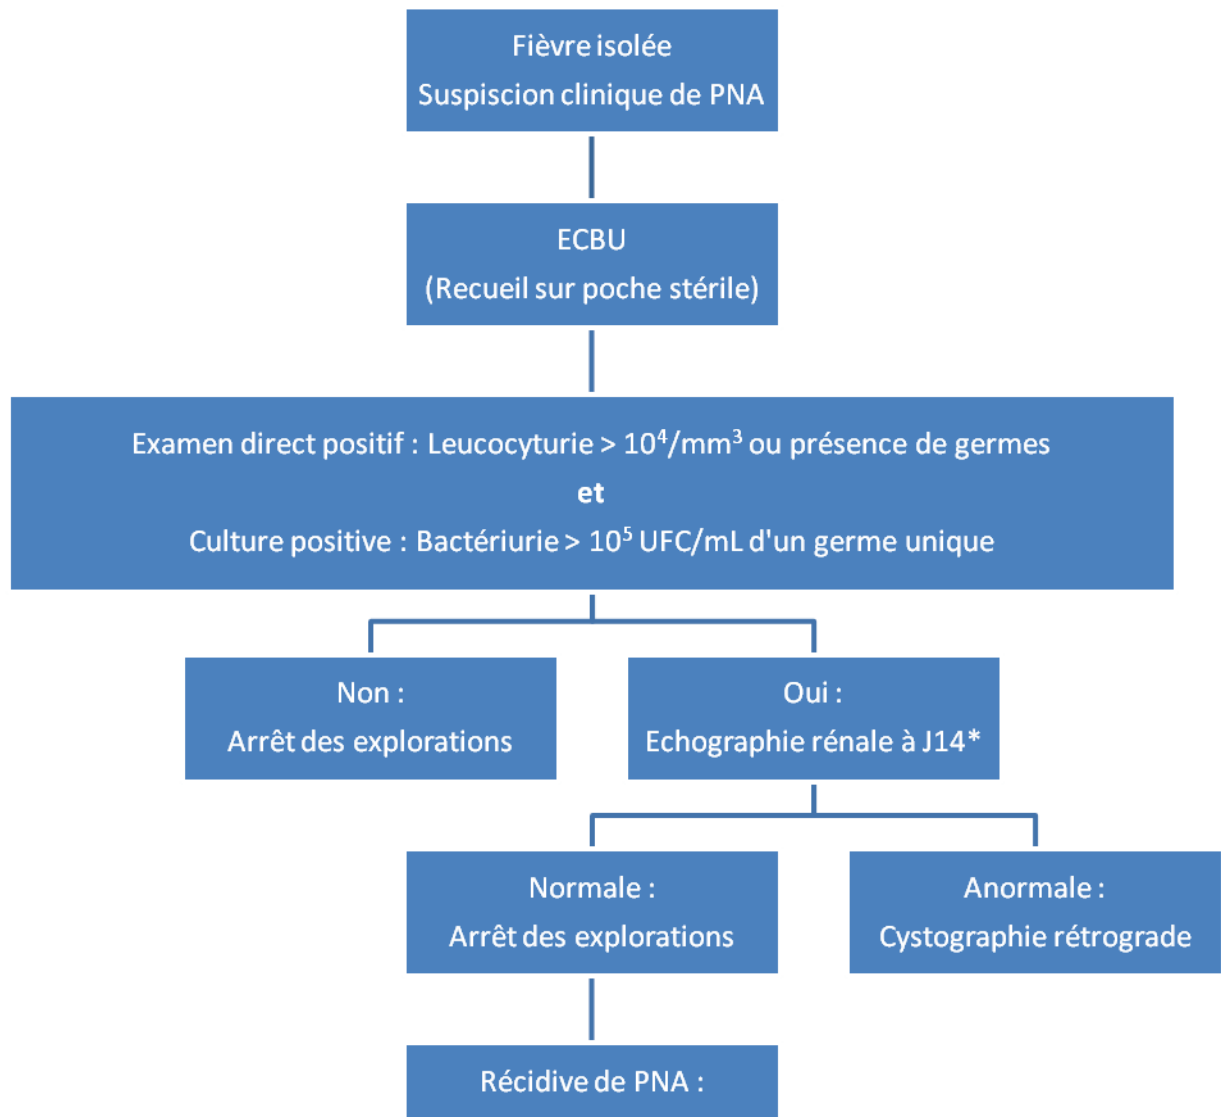 Fièvre isolée
Suspiscion clinique de PNA
ECBU
(Recueil sur poche stérile)
Examen direct positif : Leucocyturie > 10⁴/mm³ ou présence de germes
et
Culture positive : Bactériurie > 10⁵ UFC/mL d'un germe unique
Non :
Arrêt des explorations
Oui :
Echographie rénale à J14*
Normale :
Arrêt des explorations
Anormale :
Cystographie rétrograde
Récidive de PNA :